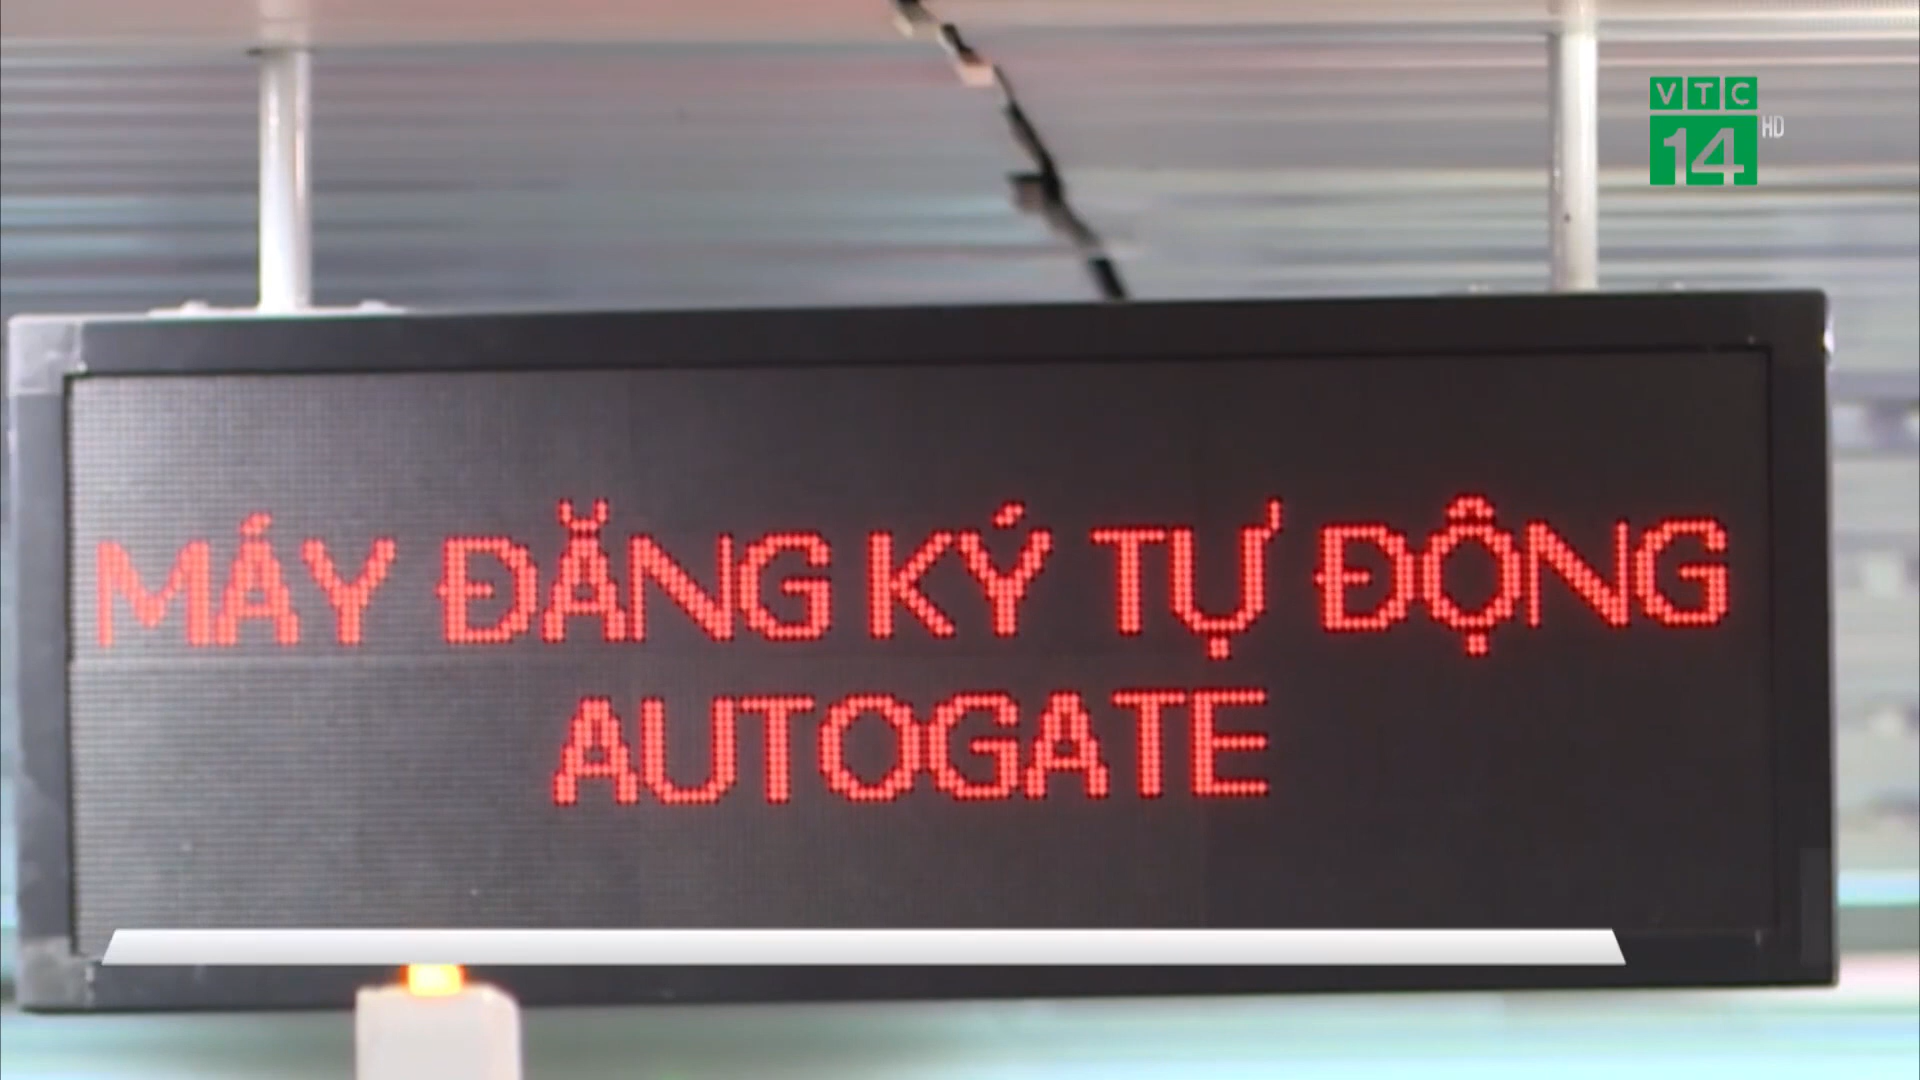 VTC
14 HD
MÁY ĐĂNG KÝ TỰ ĐỘNG
AUTOGATE